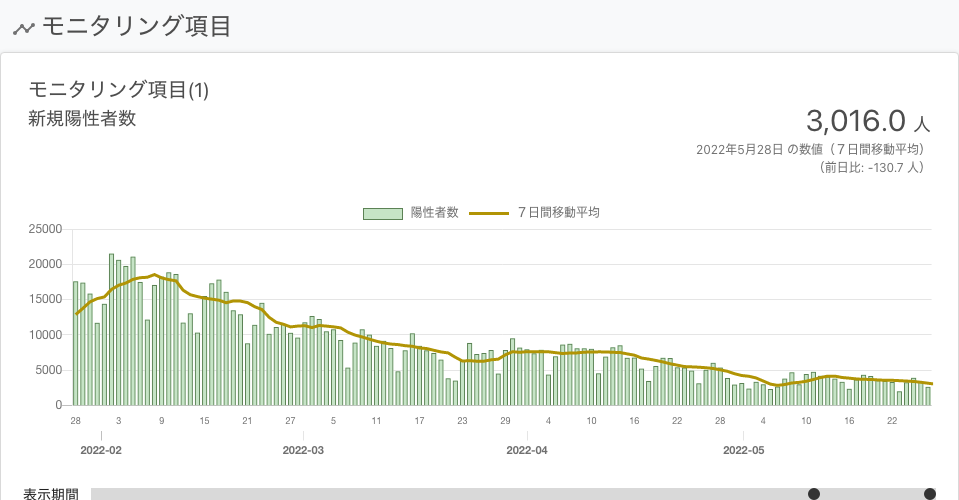 モニタリング項目
モニタリング項目(1)
新規陽性者数
3,016.0 人
2022年5月28日 の数値（７日間移動平均）
（前日比: -130.7 人）
陽性者数 ７日間移動平均
25000
20000
15000
10000
5000
0
28 3 9 15 21 27 5 11 17 23 29 4 10 16 22 28 4 10 16 22
2022-02 2022-03 2022-04 2022-05
表示期間